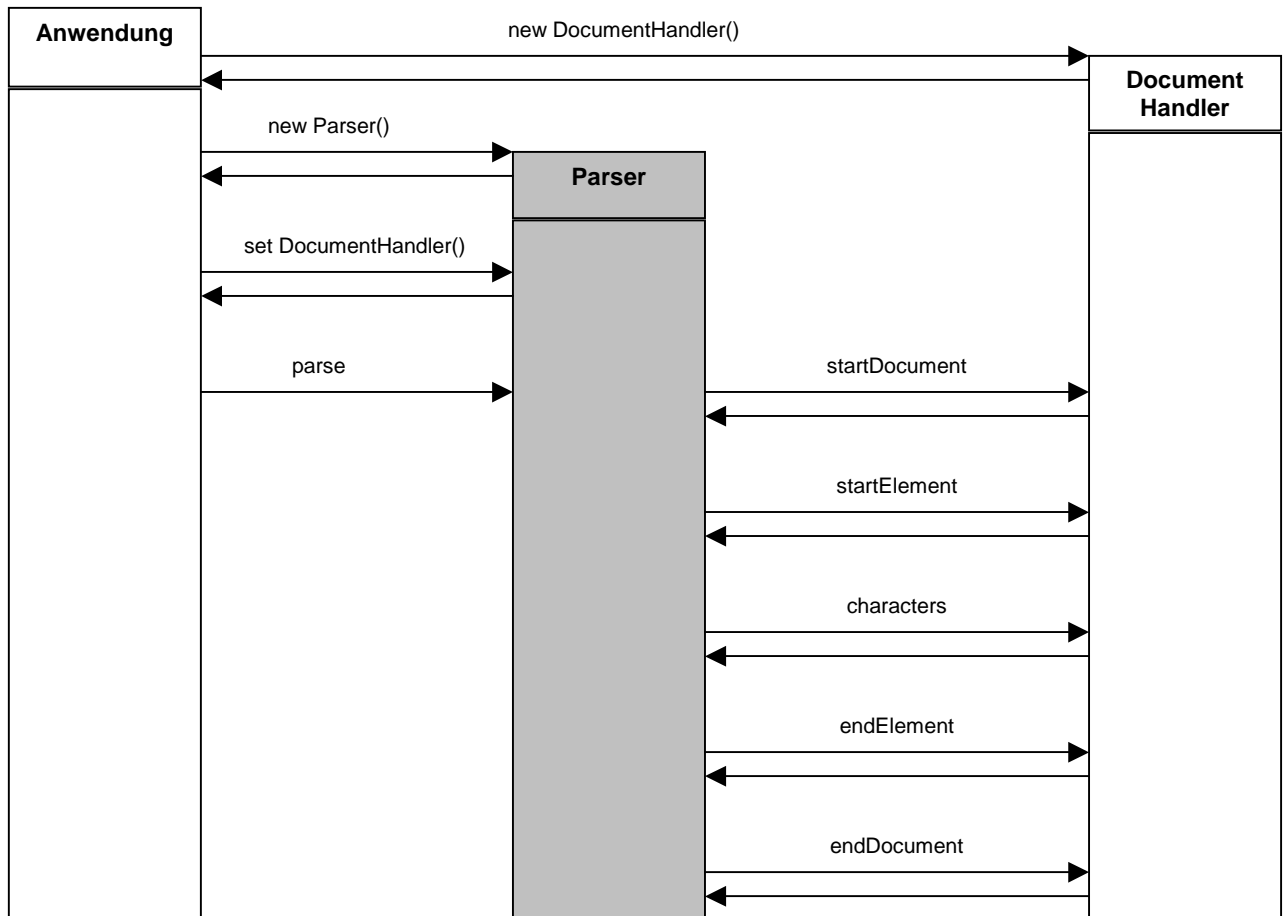 Anwendung
new DocumentHandler()
Document
Handler
new Parser()
Parser
set DocumentHandler()
parse
startDocument
startElement
characters
endElement
endDocument